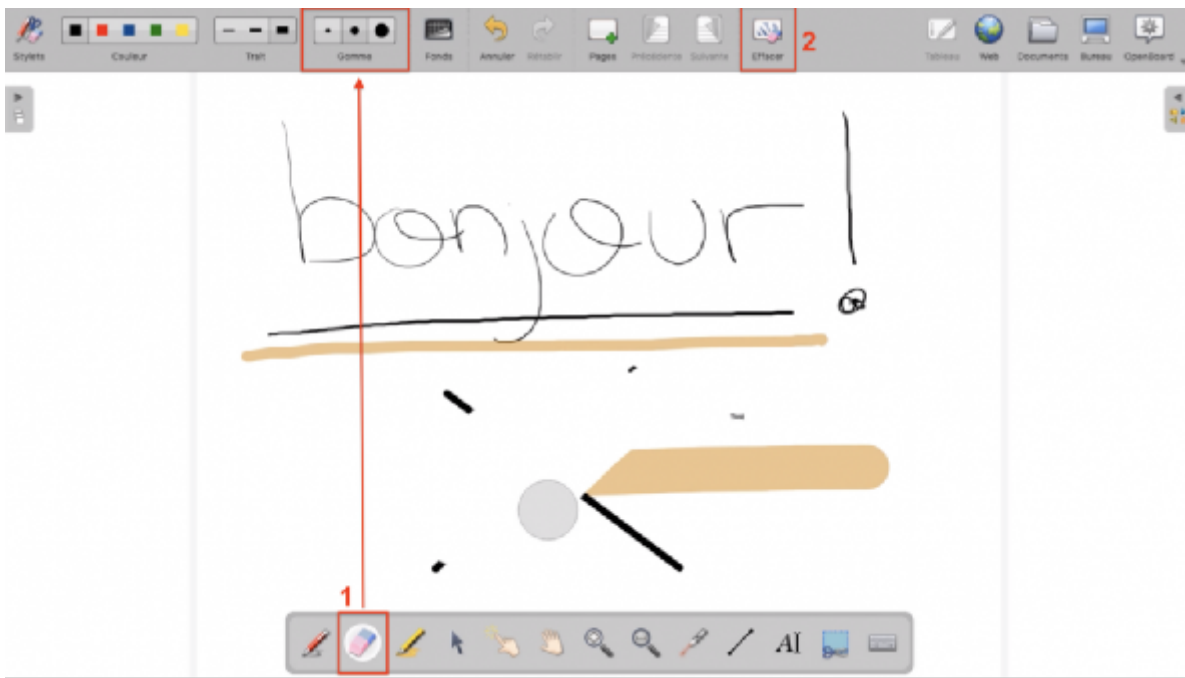 Stylets Couleur Trait Gomme Fonds Annuler Rétablir Pages Précédente Suivante Effacer 2 Tableau Web Documents Bureau OpenBoard
bonjour !
1
AI